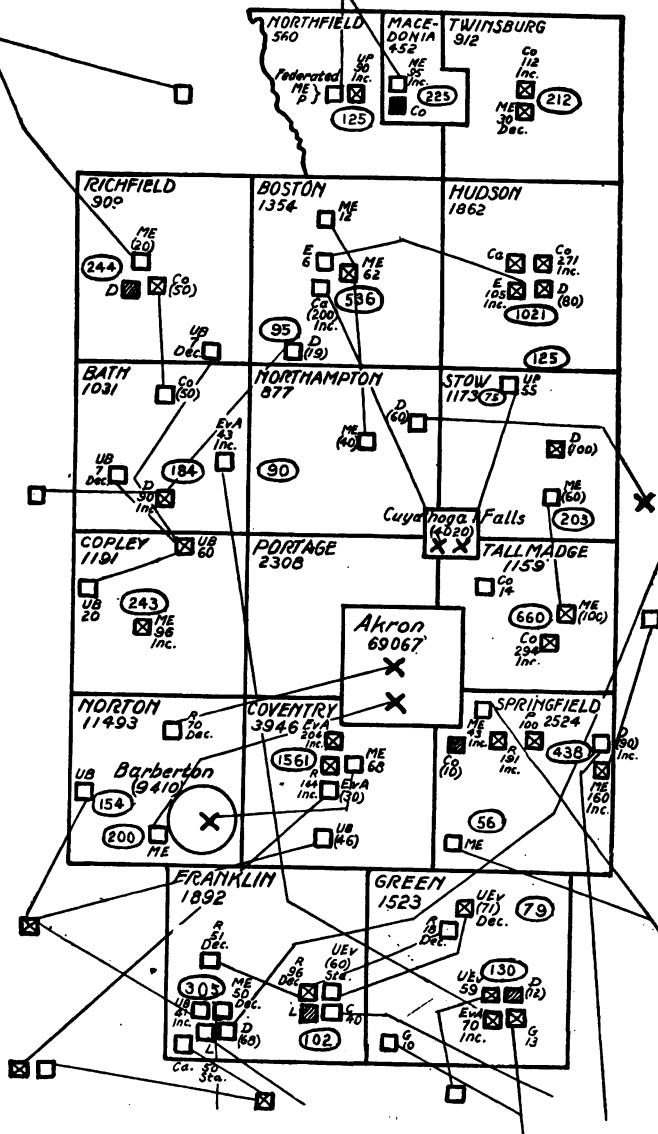 NORTHFIELD
560
Federated
ME }
P
UP
90
Inc.
125
MACE-
DONIA
452
ME
95
Inc.
225
Co
TWINSBURG
912
Co
112
Inc.
ME
30
Dec.
212
RICHFIELD
909
ME
(20)
244
D
Co
(50)
UB
7
Dec.
BOSTON
1354
ME
12
E
6
ME
62
Ca
(200)
Inc.
536
95
D
(19)
HUDSON
1862
Ca
Co
271
Inc.
E
105
Inc.
D
(80)
1021
125
BATH
1031
Co
(50)
EvA
43
Inc.
UB
7
Dec.
D
90
Inc.
184
NORTHAMPTON
877
D
(60)
ME
(40)
90
STOW
1173
75
UP
55
D
(100)
ME
(60)
203
Cuyahoga Falls
(4020)
COPLEY
1191
UB
60
UB
20
243
ME
96
Inc.
PORTAGE
2308
Akron
69067
TALLMADGE
1159
Co
14
660
ME
(100)
Co
294
Inc.
NORTON
11493
R
70
Dec.
Barberton
(9410)
UB
154
200
ME
COVENTRY
3946
EvA
204
Inc.
1561
R
144
Inc.
ME
68
EvA
(30)
UB
(46)
SPRINGFIELD
2524
ME
43
Inc.
R
191
Inc.
P
100
438
D
(90)
Inc.
Co
(10)
ME
160
Inc.
56
ME
FRANKLIN
1892
R
51
Dec.
R
96
Dec.
UEv
(60)
Sta.
305
ME
50
Dec.
UB
41
Inc.
D
(68)
L
50
Sta.
Ca.
L
G
40
102
GREEN
1523
UEv
(71)
Dec.
79
R
18
Dec.
130
UEv
59
D
(12)
EvA
70
Inc.
G
13
G
10